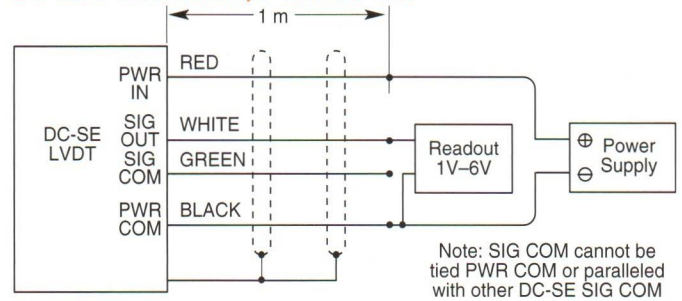 1 m
RED
PWR
IN
WHITE
SIG
OUT
DC-SE
LVDT
GREEN
SIG
COM
BLACK
PWR
COM
Readout
1V–6V
⊕ Power
⊖ Supply
Note: SIG COM cannot be
tied PWR COM or paralleled
with other DC-SE SIG COM